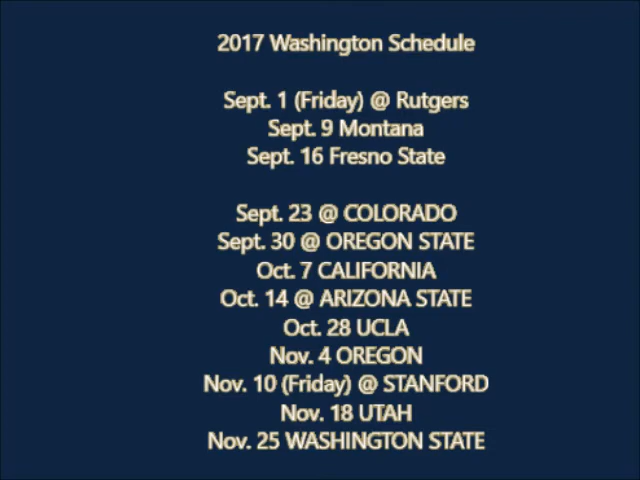 2017 Washington Schedule
Sept. 1 (Friday) @ Rutgers
Sept. 9 Montana
Sept. 16 Fresno State
Sept. 23 @ COLORADO
Sept. 30 @ OREGON STATE
Oct. 7 CALIFORNIA
Oct. 14 @ ARIZONA STATE
Oct. 28 UCLA
Nov. 4 OREGON
Nov. 10 (Friday) @ STANFORD
Nov. 18 UTAH
Nov. 25 WASHINGTON STATE